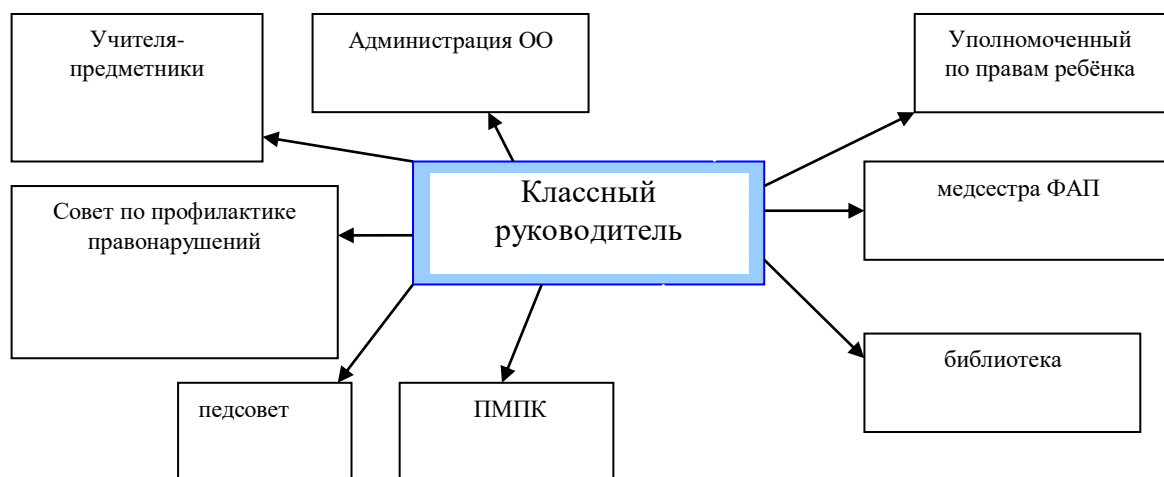 Учителя-
предметники
Администрация ОО
Уполномоченный
по правам ребёнка
Классный
руководитель
медсестра ФАП
Совет по профилактике
правонарушений
библиотека
педсовет
ПМПК